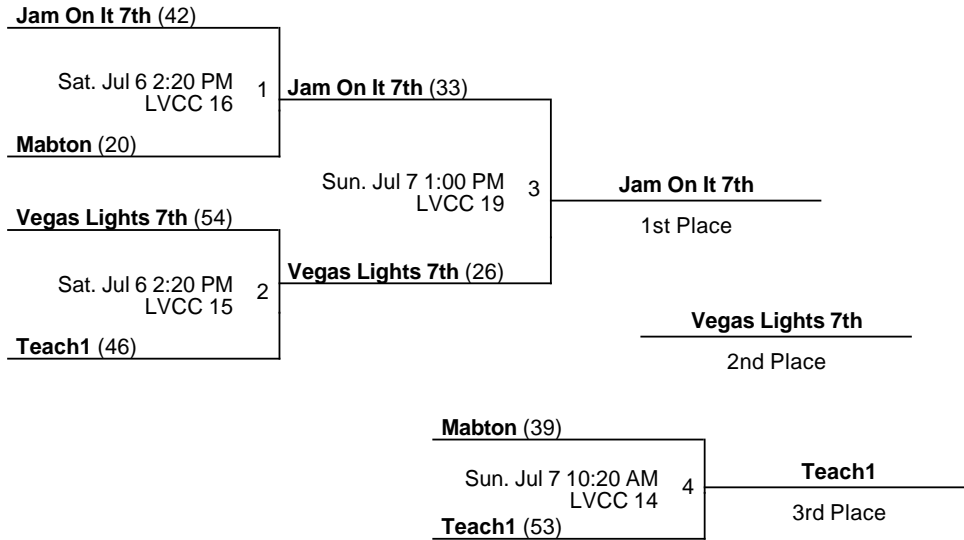 Jam On It 7th (42)
Sat. Jul 6 2:20 PM 1
LVCC 16
Jam On It 7th (33)
Mabton (20)
Sun. Jul 7 1:00 PM 3
LVCC 19
Jam On It 7th
1st Place
Vegas Lights 7th (54)
Sat. Jul 6 2:20 PM 2
LVCC 15
Vegas Lights 7th (26)
Teach1 (46)
Vegas Lights 7th
2nd Place
Mabton (39)
Sun. Jul 7 10:20 AM 4
LVCC 14
Teach1 (53)
Teach1
3rd Place